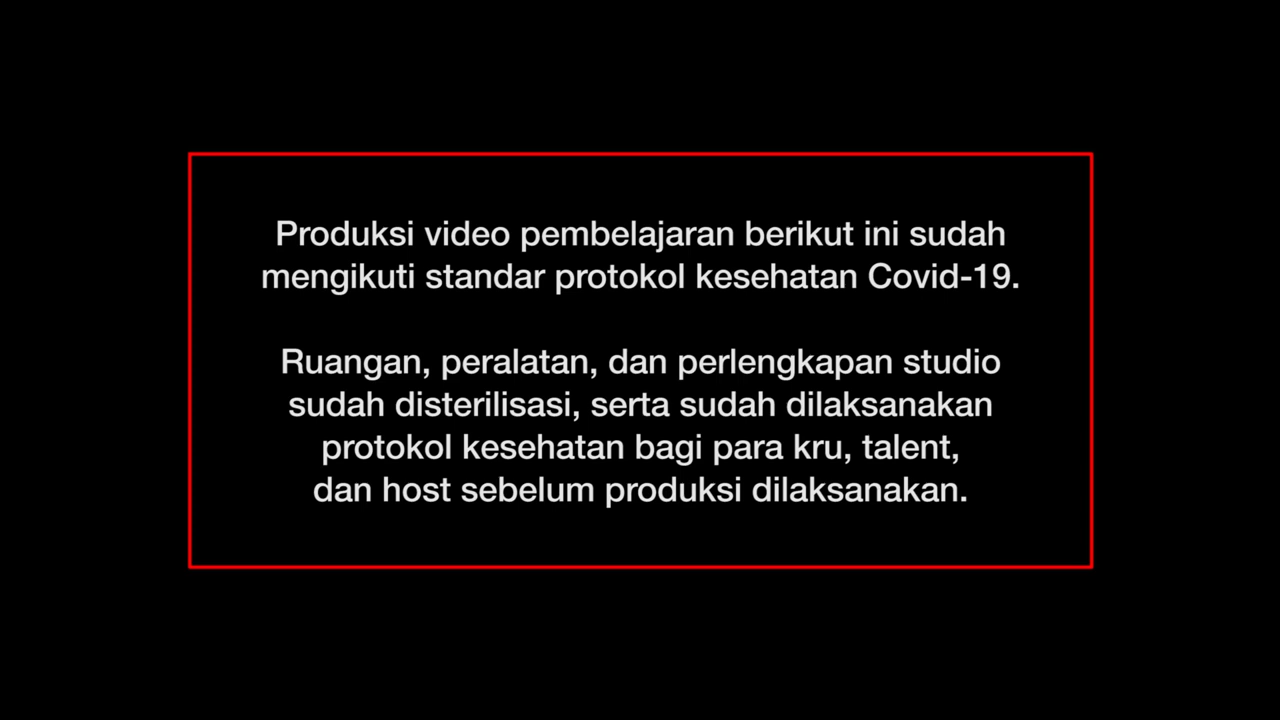 Produksi video pembelajaran berikut ini sudah
mengikuti standar protokol kesehatan Covid-19.
Ruangan, peralatan, dan perlengkapan studio
sudah disterilisasi, serta sudah dilaksanakan
protokol kesehatan bagi para kru, talent,
dan host sebelum produksi dilaksanakan.